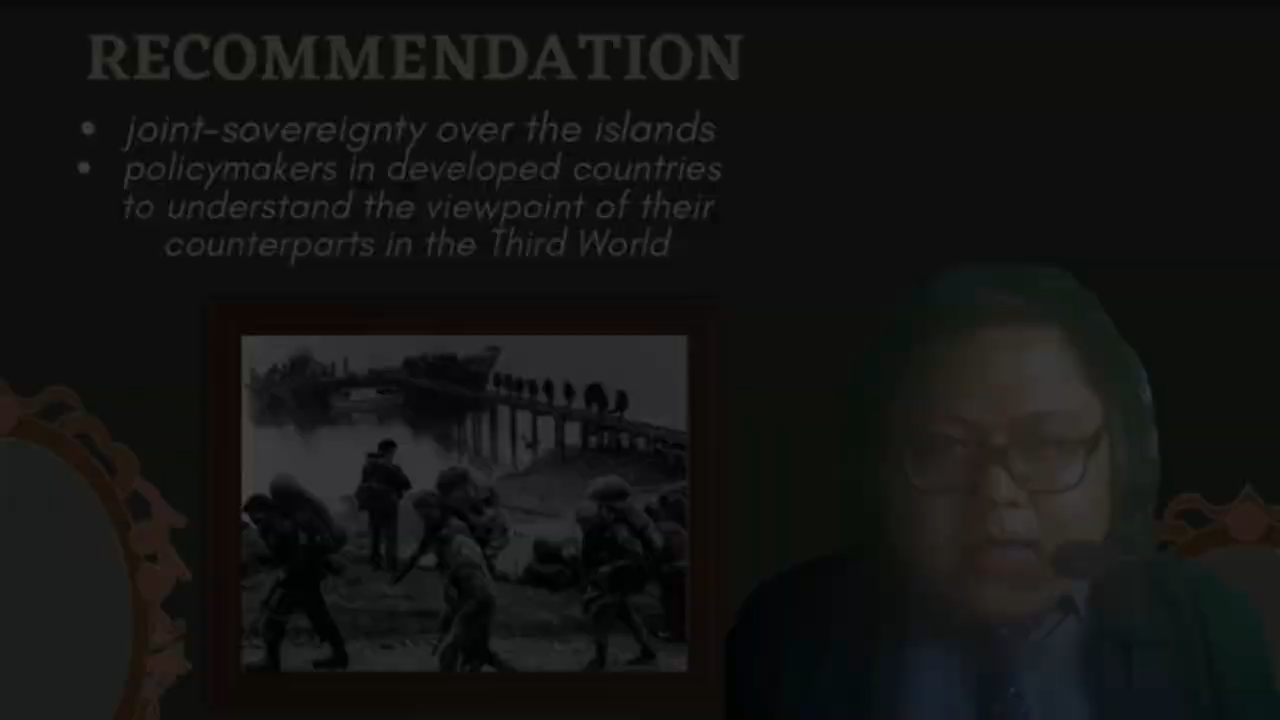 RECOMMENDATION
• joint-sovereignty over the islands
• policymakers in developed countries
to understand the viewpoint of their
counterparts in the Third World